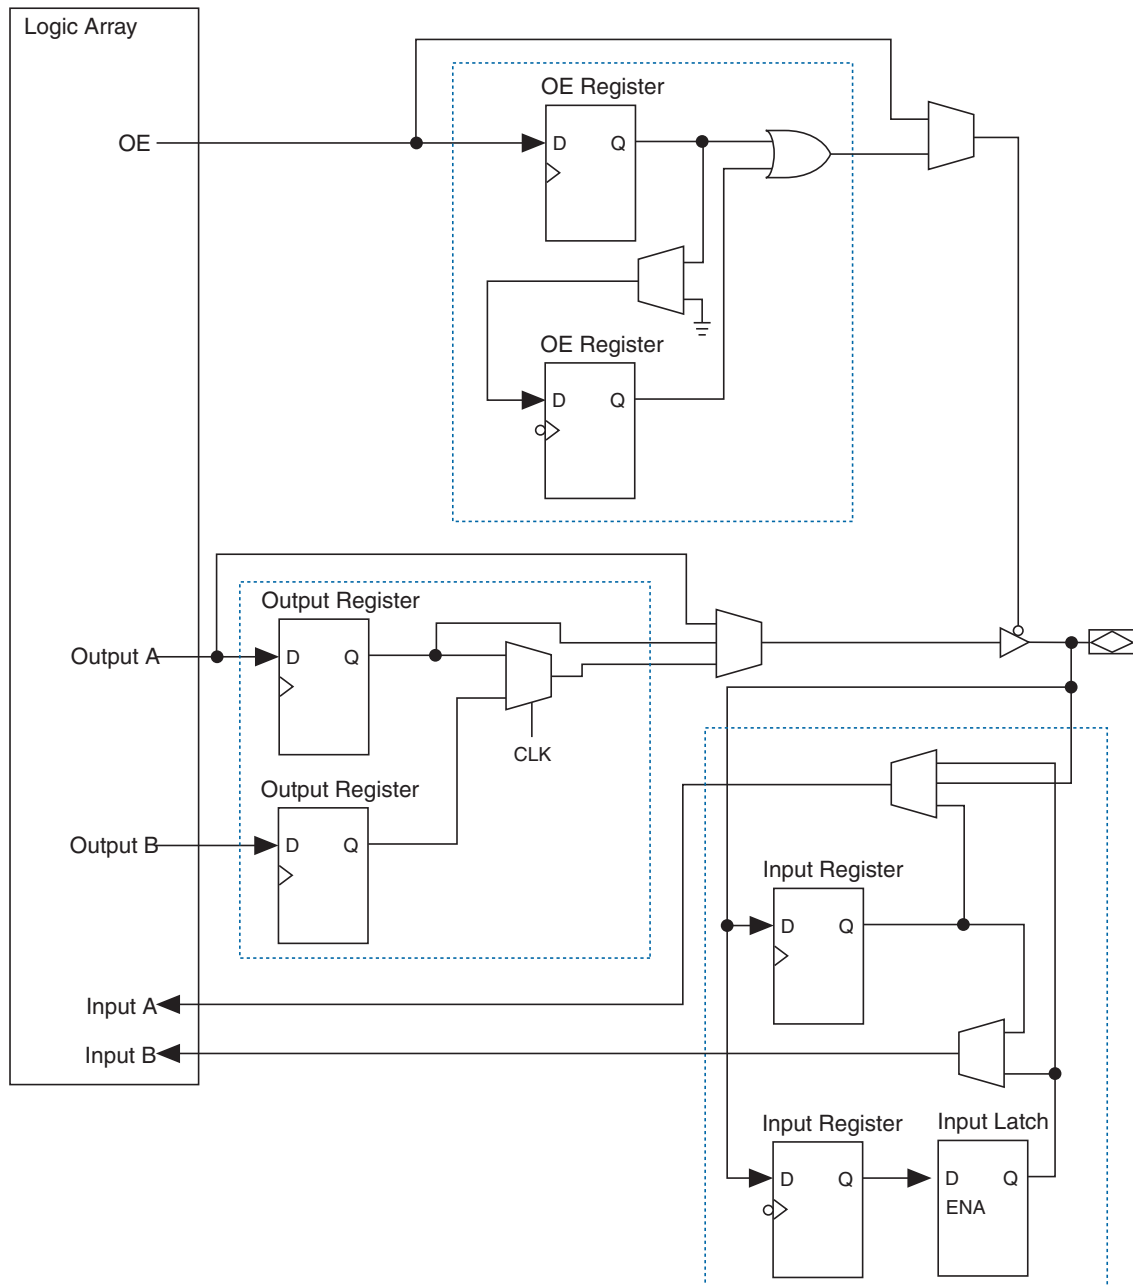 Logic Array
OE Register
OE
D Q
OE Register
D Q
Output Register
Output A
D Q
CLK
Output Register
Output B
D Q
Input Register
D Q
Input A
Input B
Input Register
Input Latch
D Q
D Q
ENA